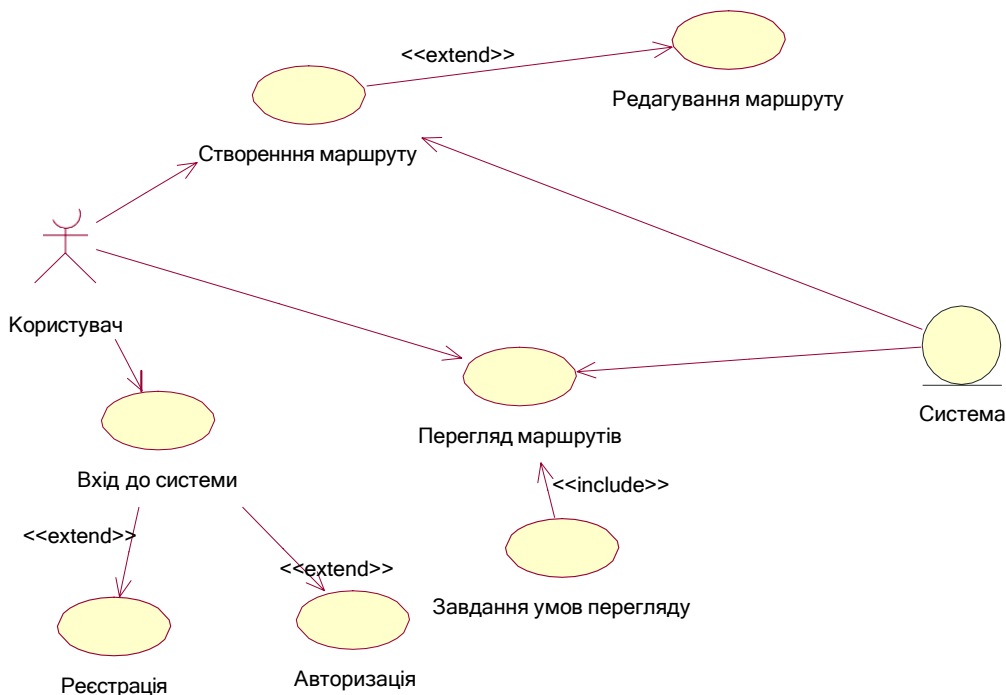 <<extend>>
Редагування маршруту
Створенння маршруту
Користувач
Система
Перегляд маршрутів
Вхід до системи
<<include>>
<<extend>>
<<extend>>
Завдання умов перегляду
Авторизація
Реєстрація